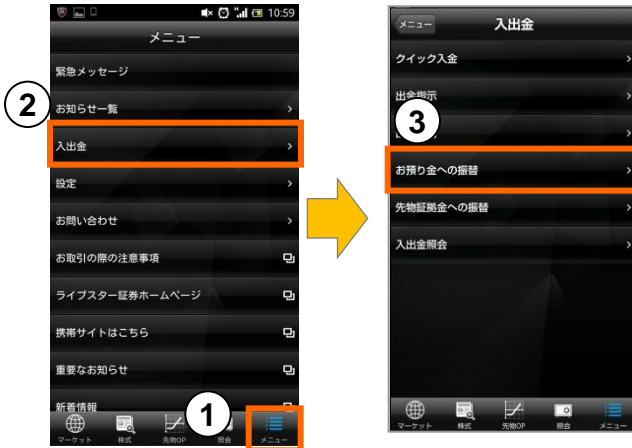 10:59
メニュー
緊急メッセージ
②
お知らせ一覧
入出金
設定
お問い合わせ
お取引の際の注意事項
ライブスター証券ホームページ
携帯サイトはこちら
重要なお知らせ
新着情報
①
マーケット 株式 先物OP 照会 メニュー
メニュー 入出金
クイック入金
出金指示
③
お預り金への振替
先物証拠金への振替
入出金照会
マーケット 株式 先物OP 照会 メニュー